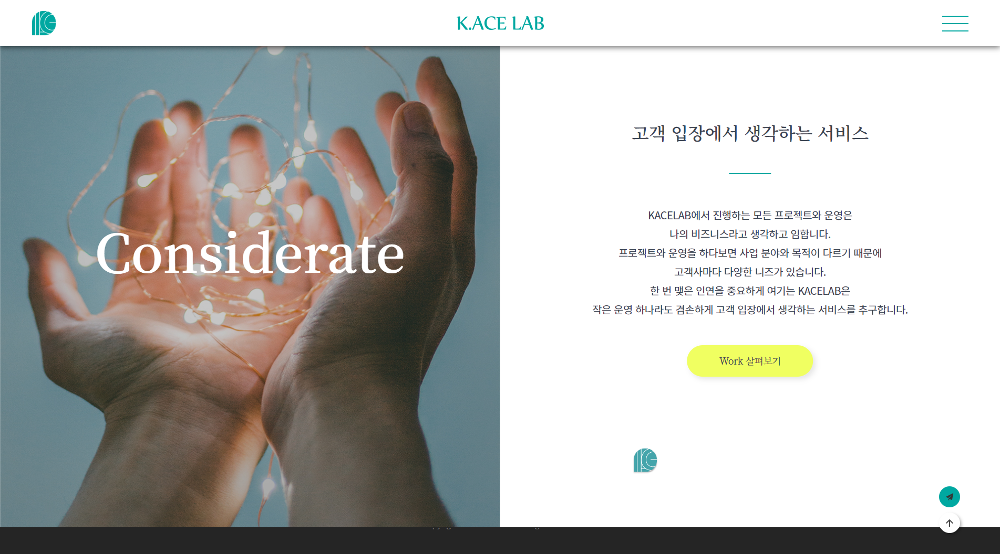 K.ACE LAB
Considerate
고객 입장에서 생각하는 서비스
KACELAB에서 진행하는 모든 프로젝트와 운영은
나의 비즈니스라고 생각하고 임합니다.
프로젝트와 운영을 하다보면 사업 분야와 목적이 다르기 때문에
고객사마다 다양한 니즈가 있습니다.
한 번 맺은 인연을 중요하게 여기는 KACELAB은
작은 운영 하나라도 겸손하게 고객 입장에서 생각하는 서비스를 추구합니다.
Work 살펴보기